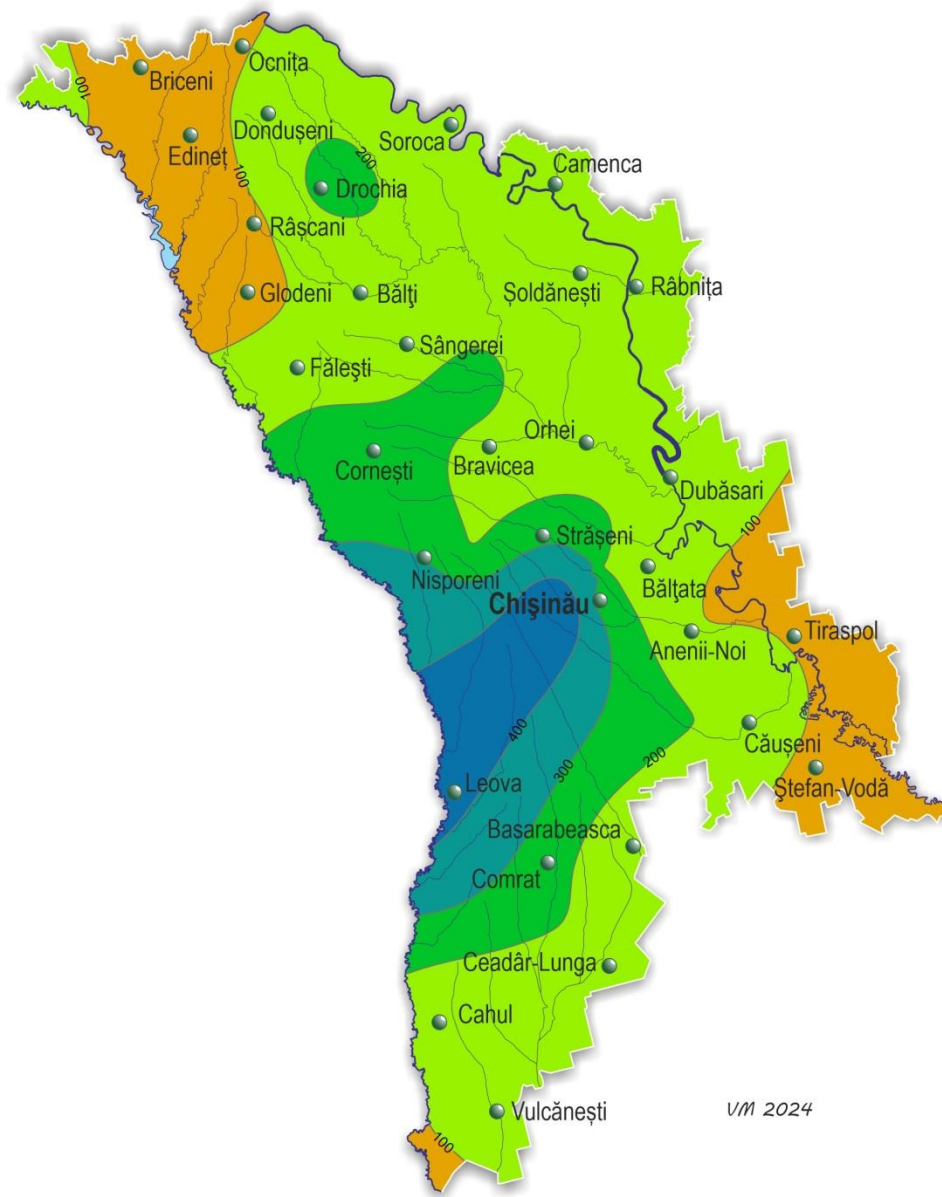 Ocnița
Briceni
100
Dondușeni
Soroca
Edineț
200
Camenca
100
Drochia
Râșcani
Șoldănești
Râbnița
Glodeni
Bălţi
Sângerei
Fălești
Orhei
Cornești
Bravicea
Dubăsari
100
Strășeni
Nisporeni
Bălțata
Chişinău
Tiraspol
Anenii-Noi
400
Căușeni
300
200
Ștefan-Vodă
Leova
Basarabeasca
Comrat
Ceadâr-Lunga
Cahul
Vulcănești
VM 2024
100